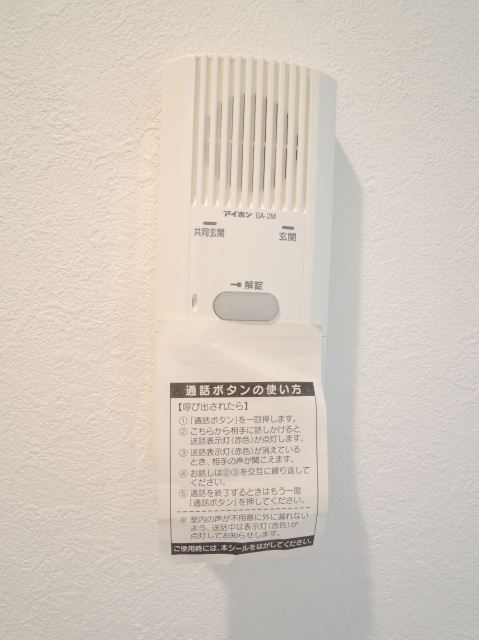 アイホン GA-2M
共同玄関 玄関
解錠
通話ボタンの使い方
【呼び出されたら】
①「通話ボタン」を一回押します。
②こちらから相手に話しかけると
送話表示灯(赤色)が点灯します。
③送話表示灯(赤色)が消えている
とき、相手の声が聞こえます。
④お話しは②③を交互に繰り返して
ください。
⑤通話を終了するときはもう一度
「通話ボタン」を押してください。
※室内の声が不用意に外に漏れない
よう、送話中は表示灯(赤色)が
点灯してお知らせします。
ご使用時には、本シールをはがしてください。